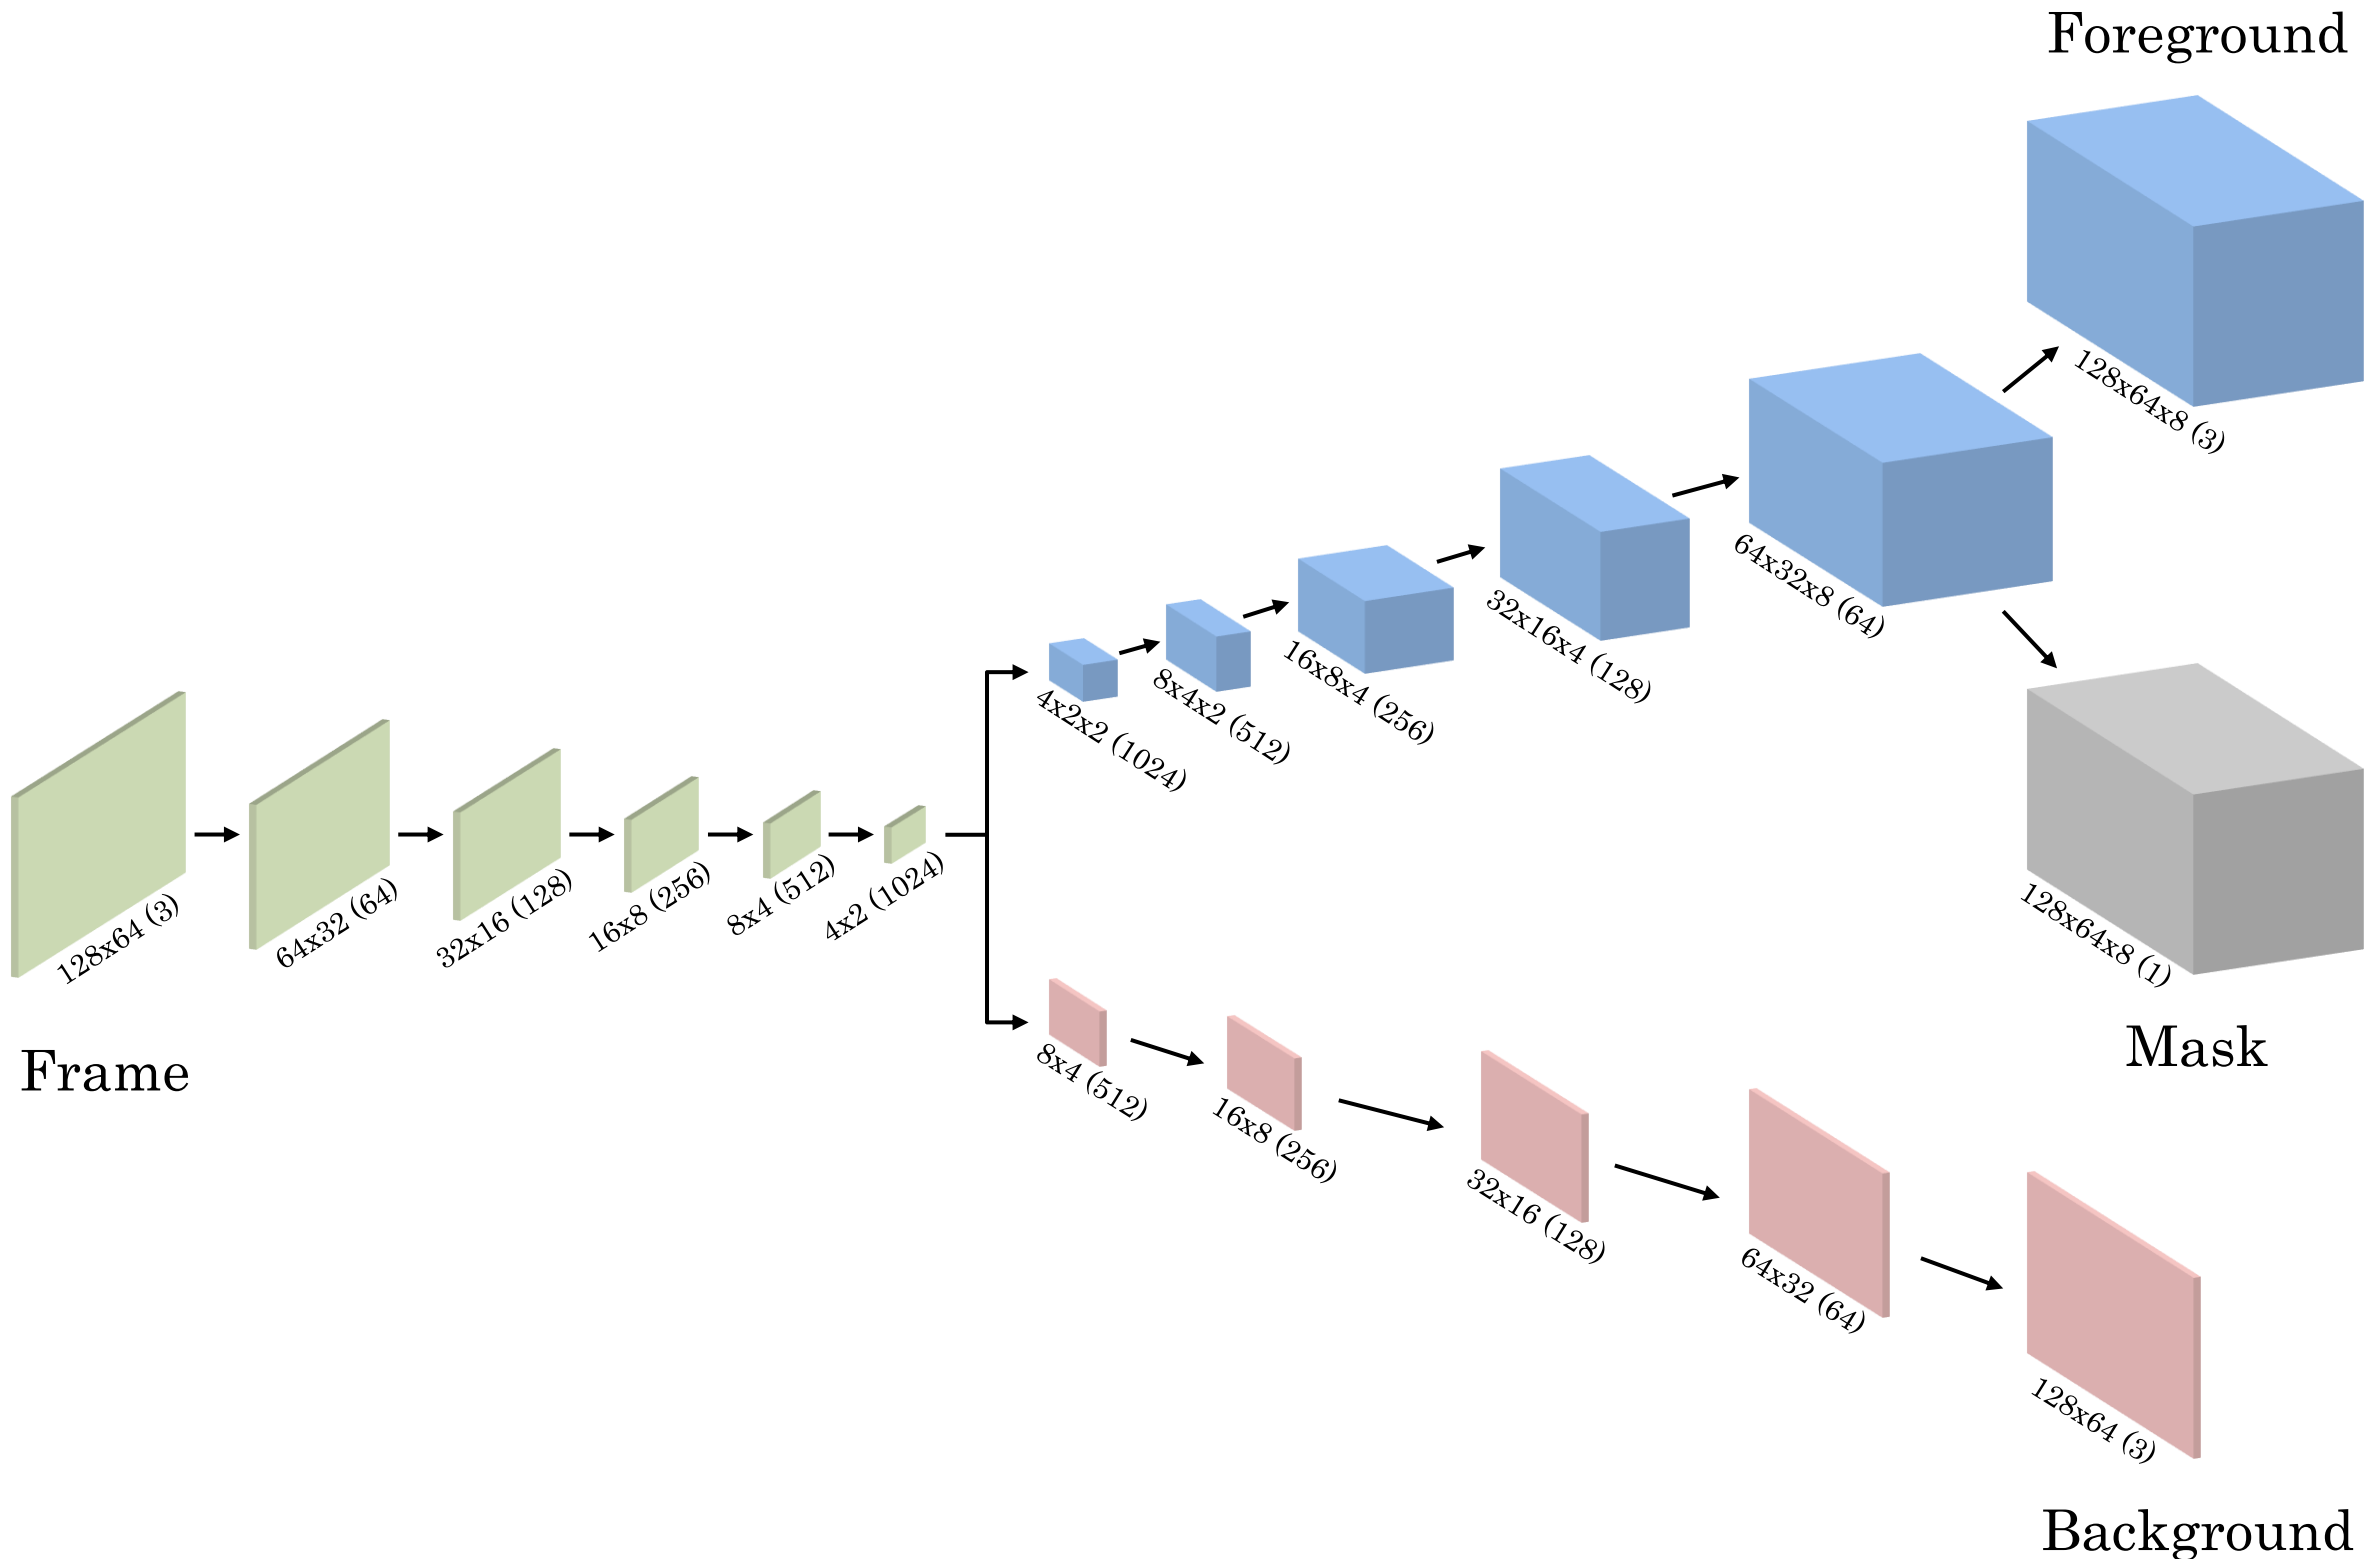 Foreground
128x64x8 (3)
64x32x8 (64)
32x16x4 (128)
16x8x4 (256)
8x4x2 (512)
4x2x2 (1024)
128x64 (3)
64x32 (64)
32x16 (128)
16x8 (256)
8x4 (512)
4x2 (1024)
Frame
128x64x8 (1)
Mask
8x4 (512)
16x8 (256)
32x16 (128)
64x32 (64)
128x64 (3)
Background